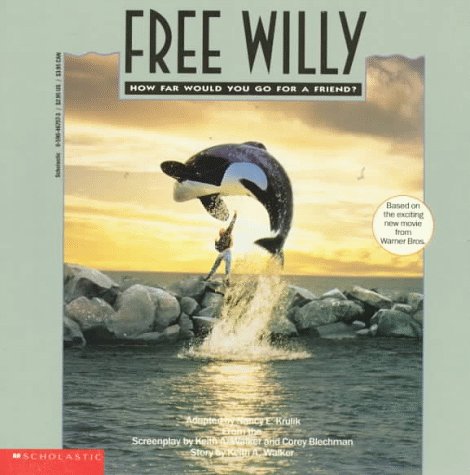 FREE WILLY
HOW FAR WOULD YOU GO FOR A FRIEND?
Based on
the exciting
new movie
from
Warner Bros.
Adapted by Nancy E. Krulik
From the
Screenplay by Keith A. Walker and Corey Blechman
Story by Keith A. Walker
SCHOLASTIC